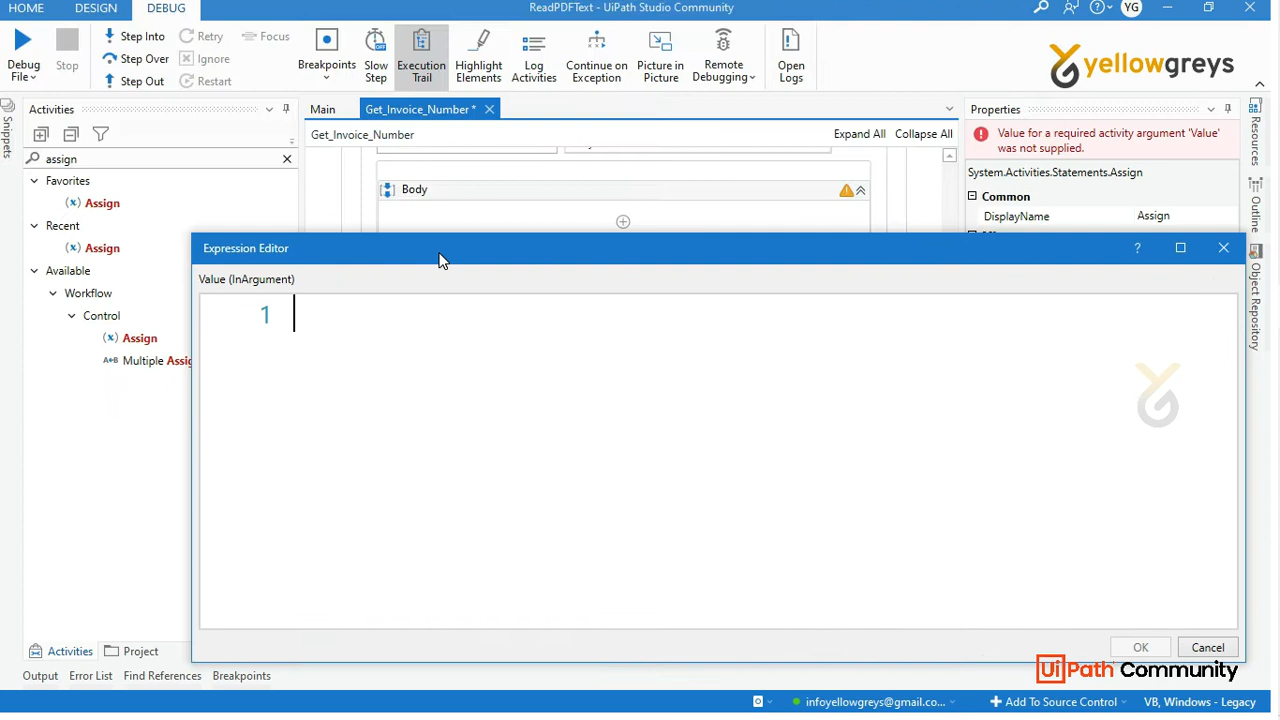 HOME
DESIGN
DEBUG
ReadPDFText - UiPath Studio Community
YG
Debug
File
Stop
Step Into
Step Over
Step Out
Retry
Ignore
Restart
Focus
Breakpoints
Slow
Step
Execution
Trail
Highlight
Elements
Log
Activities
Continue on
Exception
Picture in
Picture
Remote
Debugging
Open
Logs
yellowgreys
Snippets
Activities
assign
Favorites
Assign
Recent
Assign
Available
Workflow
Control
Assign
Multiple Assig
Main
Get_Invoice_Number *
Get_Invoice_Number
Expand All
Collapse All
Body
Properties
Value for a required activity argument 'Value'
was not supplied.
System.Activities.Statements.Assign
Common
DisplayName
Assign
Resources
Outline
Object Repository
Expression Editor
Value (InArgument)
1
OK
Cancel
UiPath Community
Activities
Project
Output
Error List
Find References
Breakpoints
infoyellowgreys@gmail.co...
Add To Source Control
VB, Windows - Legacy